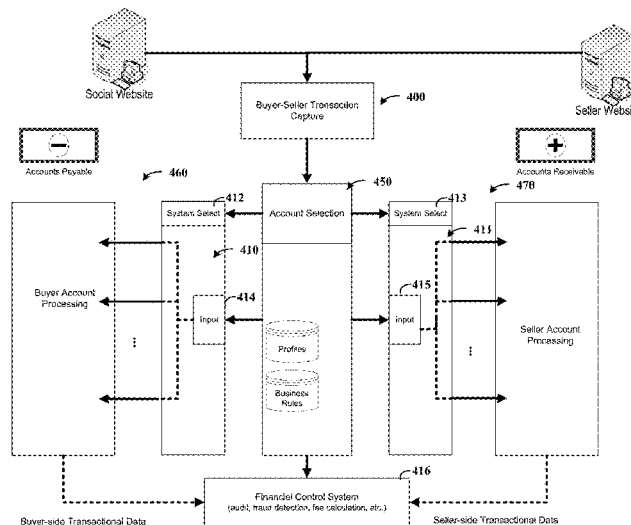 Social Website
Seller Websi
Buyer-Seller Transaction
Capture
400
Accounts Payable
Accounts Receivable
460
412
450
413
470
System Select
Account Selection
System Select
410
411
Buyer Account
Processing
414
415
Input
Input
Seller Account
Processing
Profiles
Business
Rules
416
Financial Control System
(audit, fraud detection, fee calculation, etc.)
Buyer-side Transactional Data
Seller-side Transactional Data